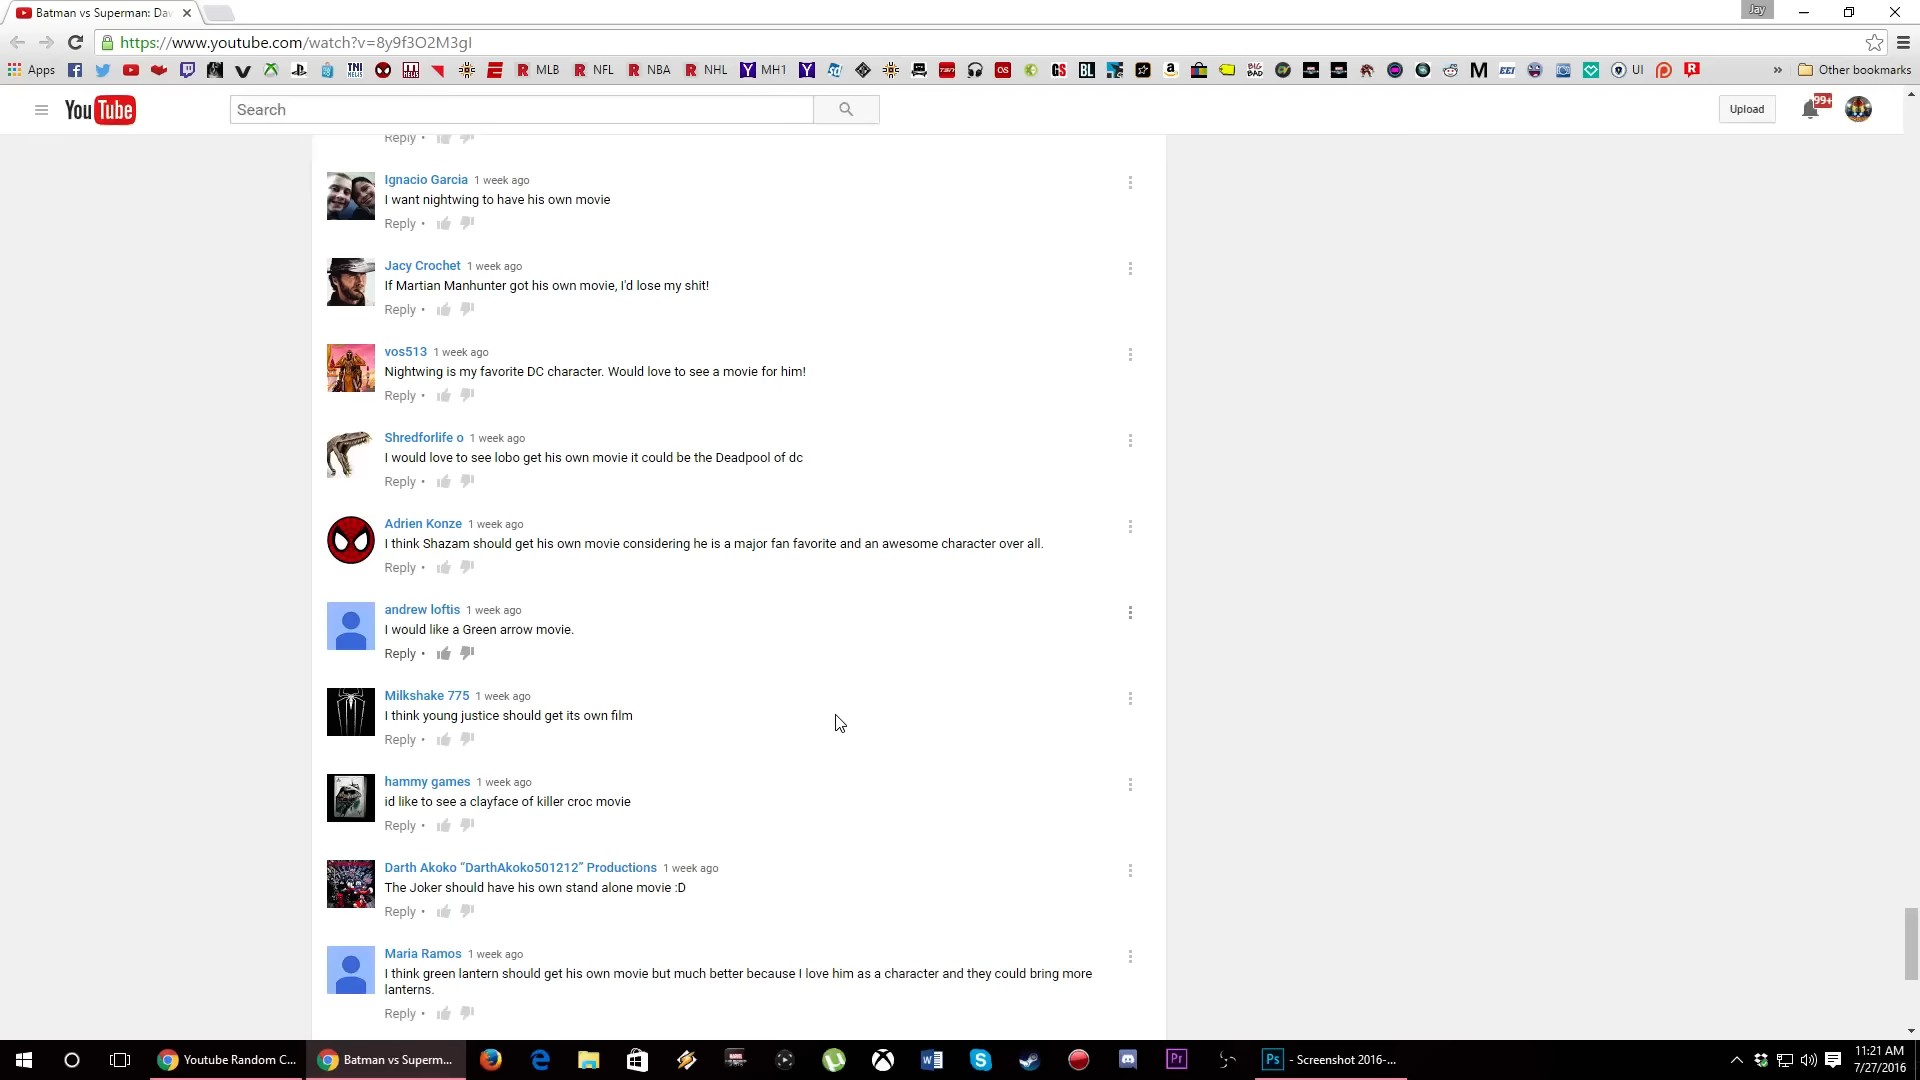 Batman vs Superman: Daw
Jay
https://www.youtube.com/watch?v=8y9f3O2M3gI
Apps
MLB
NFL
NBA
NHL
MH1
UI
» Other bookmarks
YouTube
Search
Upload
99+
Reply •
Ignacio Garcia 1 week ago
I want nightwing to have his own movie
Reply •
Jacy Crochet 1 week ago
If Martian Manhunter got his own movie, I'd lose my shit!
Reply •
vos513 1 week ago
Nightwing is my favorite DC character. Would love to see a movie for him!
Reply •
Shredforlife o 1 week ago
I would love to see lobo get his own movie it could be the Deadpool of dc
Reply •
Adrien Konze 1 week ago
I think Shazam should get his own movie considering he is a major fan favorite and an awesome character over all.
Reply •
andrew loftis 1 week ago
I would like a Green arrow movie.
Reply •
Milkshake 775 1 week ago
I think young justice should get its own film
Reply •
hammy games 1 week ago
id like to see a clayface of killer croc movie
Reply •
Darth Akoko “DarthAkoko501212” Productions 1 week ago
The Joker should have his own stand alone movie :D
Reply •
Maria Ramos 1 week ago
I think green lantern should get his own movie but much better because I love him as a character and they could bring more
lanterns.
Reply •
Youtube Random C...
Batman vs Superm...
- Screenshot 2016-...
11:21 AM
7/27/2016